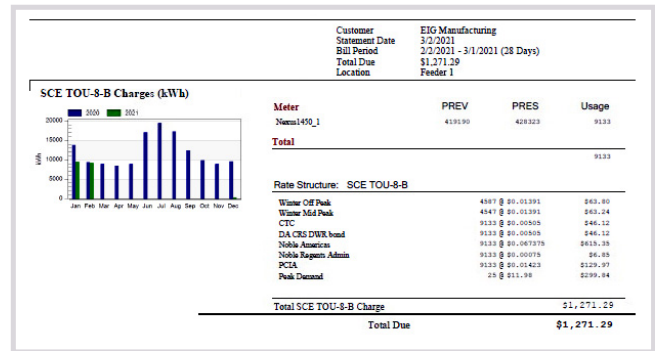 Customer EIG Manufacturing
Statement Date 3/2/2021
Bill Period 2/2/2021 - 3/1/2021 (28 Days)
Total Due $1,271.29
Location Feeder 1
SCE TOU-8-B Charges (kWh)
2020 2021
20000
15000
10000
5000
0
kWh
Jan Feb Mar Apr May Jun Jul Aug Sep Oct Nov Dec
Meter PREV PRES Usage
Nexus1450_1 419190 428323 9133
Total
9133
Rate Structure: SCE TOU-8-B
Winter Off Peak 4587 @ $0.01391 $63.80
Winter Mid Peak 4547 @ $0.01391 $63.24
CTC 9133 @ $0.00505 $46.12
DA CRS DWR bond 9133 @ $0.00505 $46.12
Noble Americas 9133 @ $0.067375 $615.35
Noble Regents Admin 9133 @ $0.00075 $6.85
PCIA 9133 @ $0.01423 $129.97
Peak Demand 25 @ $11.98 $299.84
Total SCE TOU-8-B Charge $1,271.29
Total Due $1,271.29